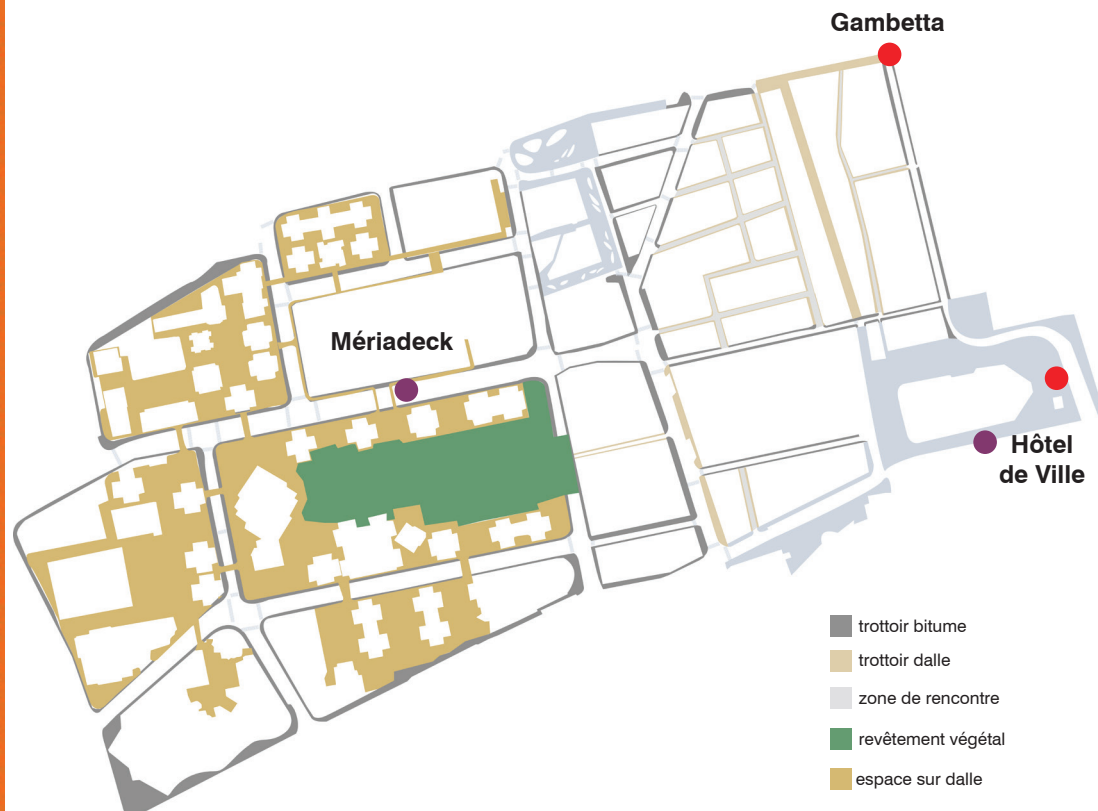 Gambetta
Mériadeck
Hôtel
de Ville
trottoir bitume
trottoir dalle
zone de rencontre
revêtement végétal
espace sur dalle